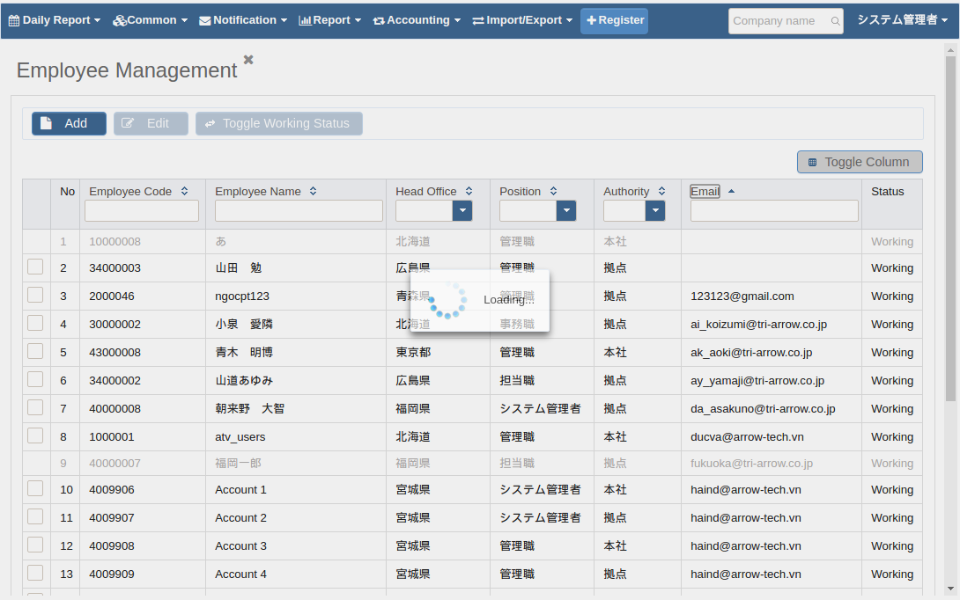 Daily Report Common Notification Report Accounting Import/Export Register Company name システム管理者
Employee Management
Add Edit Toggle Working Status
Toggle Column
No Employee Code Employee Name Head Office Position Authority Email Status
1 10000008 あ 北海道 管理職 本社 Working
2 34000003 山田　勉 広島県 管理職 拠点 Working
3 2000046 ngocpt123 青森県 管理職 拠点 123123@gmail.com Working
Loading...
4 30000002 小泉　愛隣 北海道 事務職 拠点 ai_koizumi@tri-arrow.co.jp Working
5 43000008 青木　明博 東京都 管理職 本社 ak_aoki@tri-arrow.co.jp Working
6 34000002 山道あゆみ 広島県 担当職 拠点 ay_yamaji@tri-arrow.co.jp Working
7 40000008 朝来野　大智 福岡県 システム管理者 拠点 da_asakuno@tri-arrow.co.jp Working
8 1000001 atv_users 北海道 管理職 本社 ducva@arrow-tech.vn Working
9 40000007 福岡一郎 福岡県 担当職 拠点 fukuoka@tri-arrow.co.jp Working
10 4009906 Account 1 宮城県 システム管理者 本社 haind@arrow-tech.vn Working
11 4009907 Account 2 宮城県 システム管理者 拠点 haind@arrow-tech.vn Working
12 4009908 Account 3 宮城県 管理職 本社 haind@arrow-tech.vn Working
13 4009909 Account 4 宮城県 管理職 拠点 haind@arrow-tech.vn Working